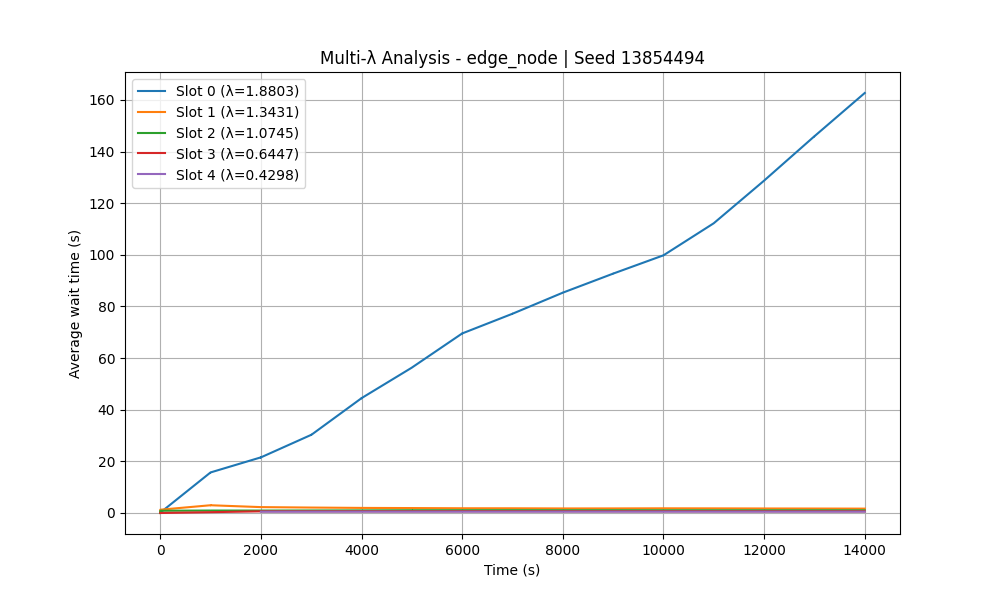 Multi-λ Analysis - edge_node | Seed 13854494
Slot 0 (λ=1.8803)
Slot 1 (λ=1.3431)
Slot 2 (λ=1.0745)
Slot 3 (λ=0.6447)
Slot 4 (λ=0.4298)
Average wait time (s)
160
140
120
100
80
60
40
20
0
0 2000 4000 6000 8000 10000 12000 14000
Time (s)